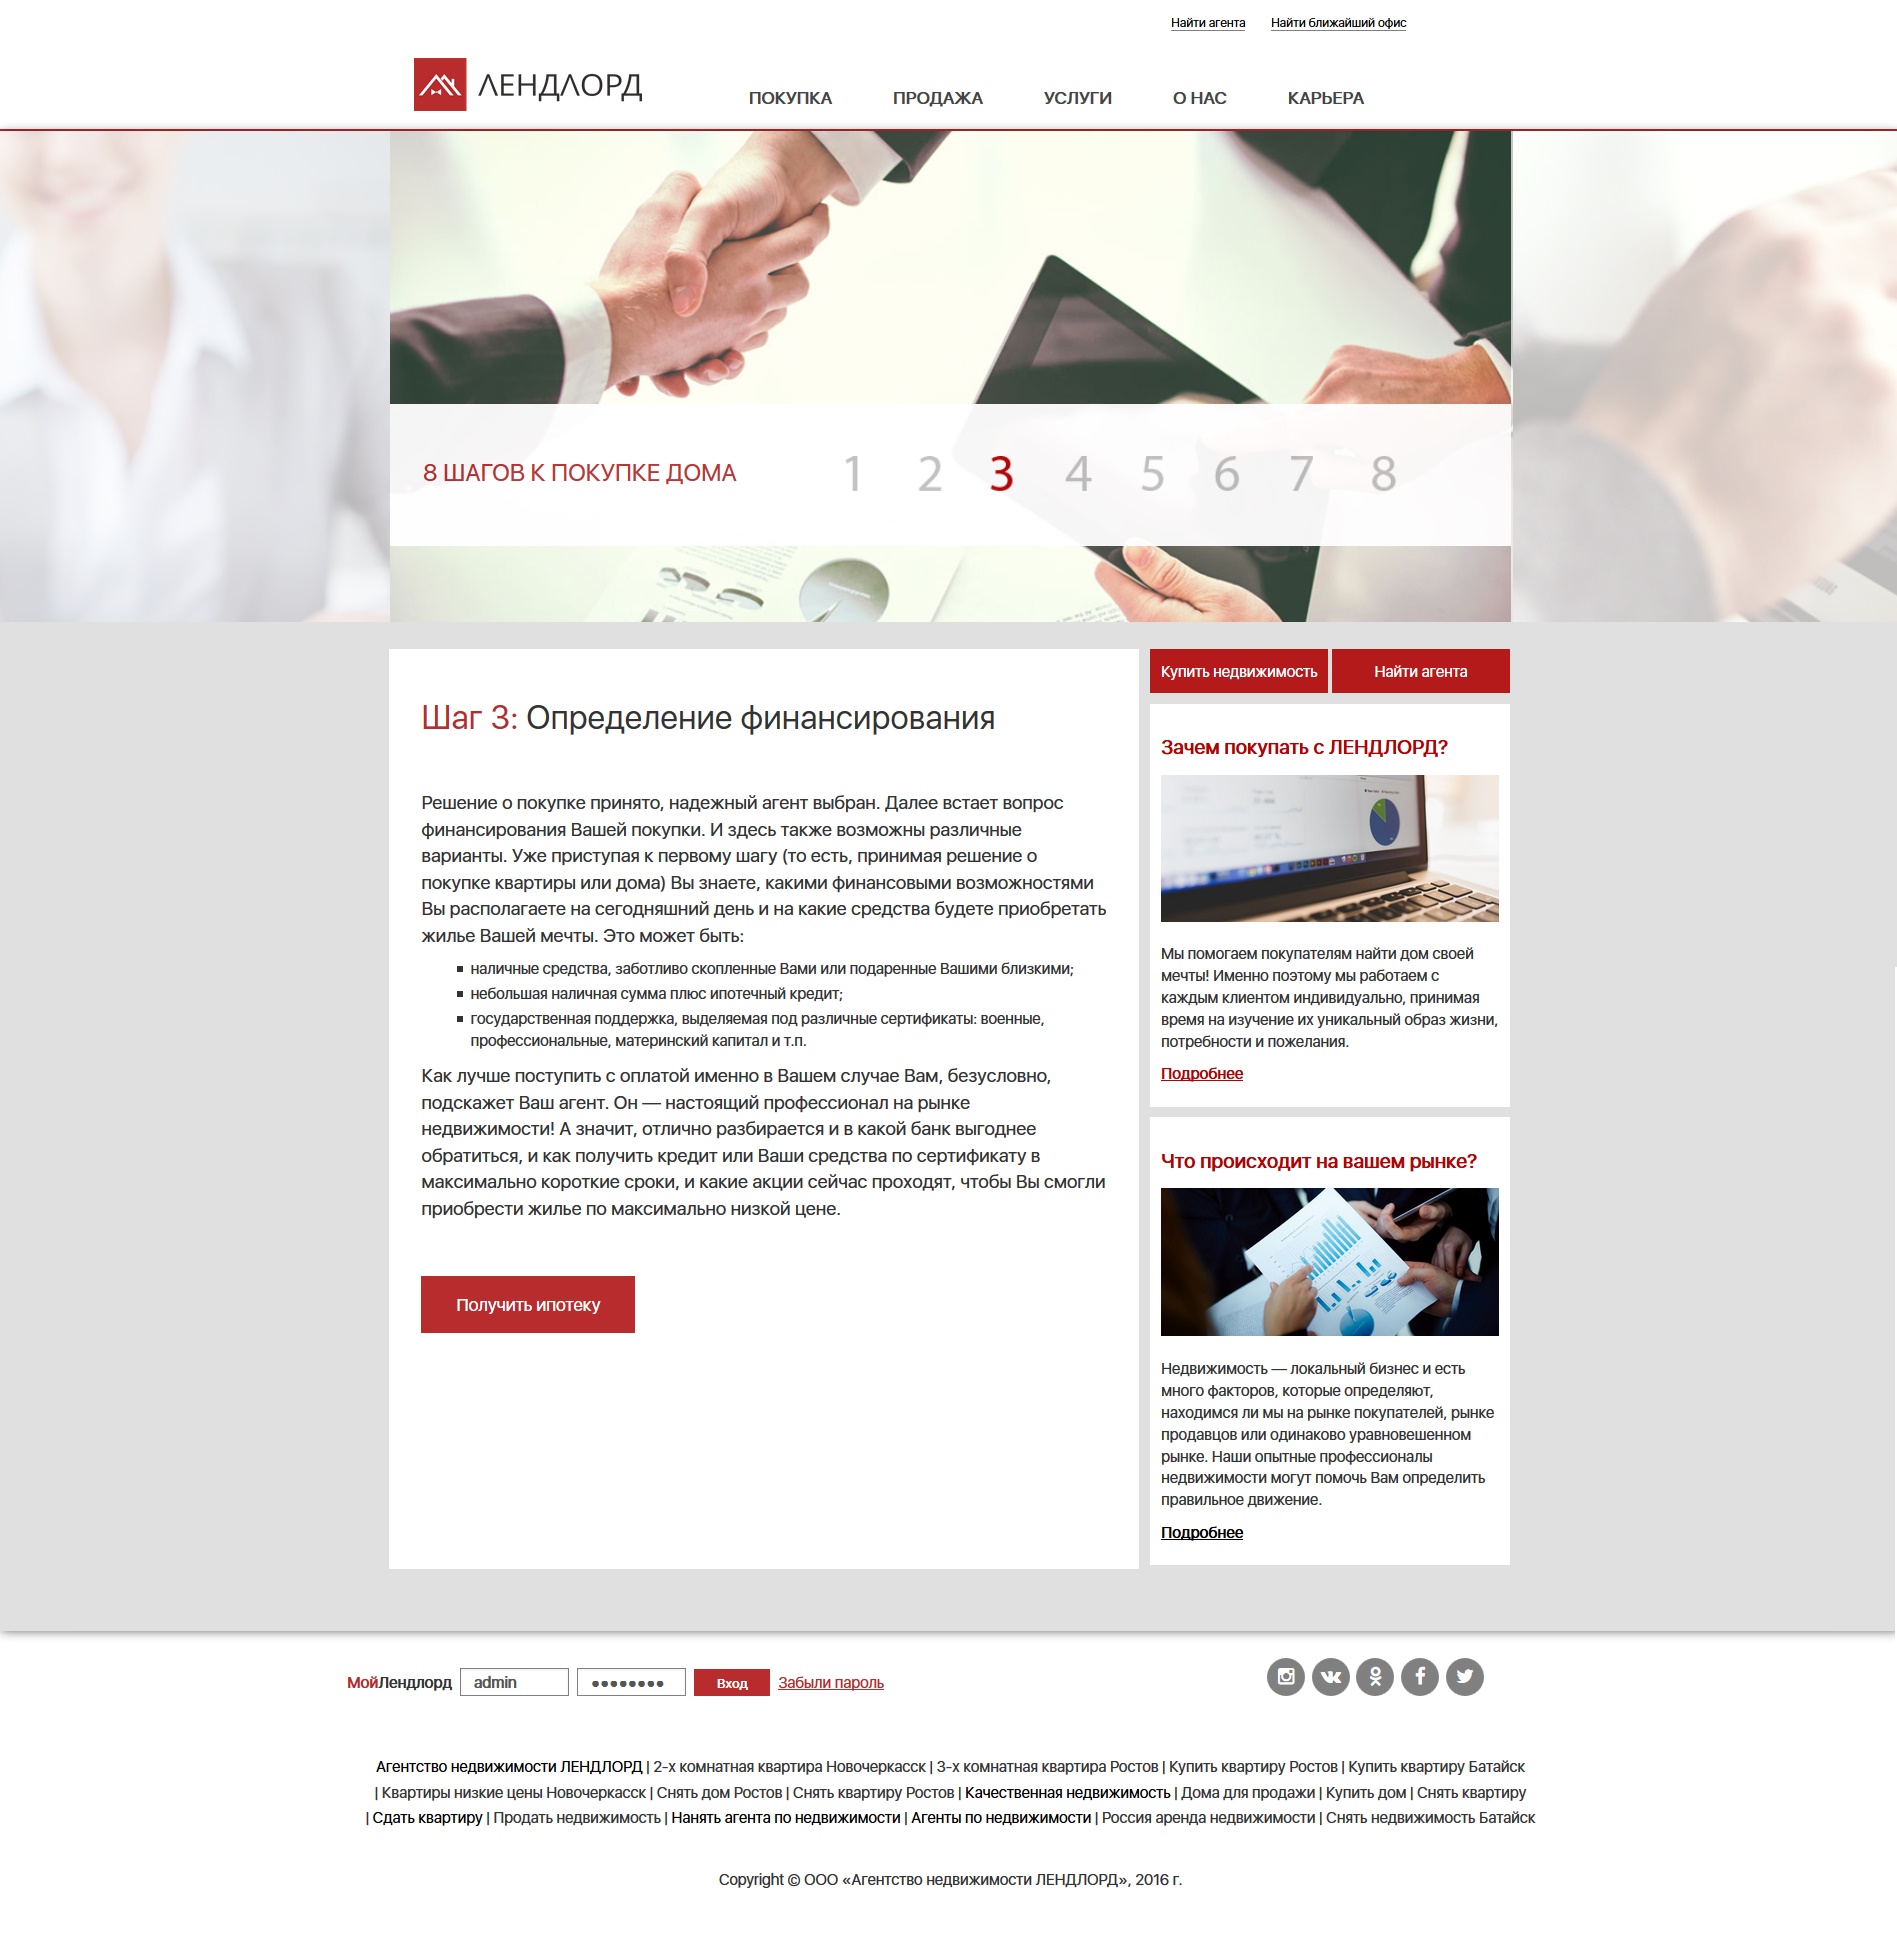 Найти агента Найти ближайший офис
ЛЕНДЛОРД
ПОКУПКА ПРОДАЖА УСЛУГИ О НАС КАРЬЕРА
8 ШАГОВ К ПОКУПКЕ ДОМА 1 2 3 4 5 6 7 8
Шаг 3: Определение финансирования
Решение о покупке принято, надежный агент выбран. Далее встает вопрос
финансирования Вашей покупки. И здесь также возможны различные
варианты. Уже приступая к первому шагу (то есть, принимая решение о
покупке квартиры или дома) Вы знаете, какими финансовыми возможностями
Вы располагаете на сегодняшний день и на какие средства будете приобретать
жилье Вашей мечты. Это может быть:
наличные средства, заботливо скопленные Вами или подаренные Вашими близкими;
небольшая наличная сумма плюс ипотечный кредит;
государственная поддержка, выделяемая под различные сертификаты: военные,
профессиональные, материнский капитал и т.п.
Как лучше поступить с оплатой именно в Вашем случае Вам, безусловно,
подскажет Ваш агент. Он — настоящий профессионал на рынке
недвижимости! А значит, отлично разбирается и в какой банк выгоднее
обратиться, и как получить кредит или Ваши средства по сертификату в
максимально короткие сроки, и какие акции сейчас проходят, чтобы Вы смогли
приобрести жилье по максимально низкой цене.
Получить ипотеку
Купить недвижимость Найти агента
Зачем покупать с ЛЕНДЛОРД?
Мы помогаем покупателям найти дом своей
мечты! Именно поэтому мы работаем с
каждым клиентом индивидуально, принимая
время на изучение их уникальный образ жизни,
потребности и пожелания.
Подробнее
Что происходит на вашем рынке?
Недвижимость — локальный бизнес и есть
много факторов, которые определяют,
находимся ли мы на рынке покупателей, рынке
продавцов или одинаково уравновешенном
рынке. Наши опытные профессионалы
недвижимости могут помочь Вам определить
правильное движение.
Подробнее
МойЛендлорд admin •••••••• Вход Забыли пароль
Агентство недвижимости ЛЕНДЛОРД | 2-х комнатная квартира Новочеркасск | 3-х комнатная квартира Ростов | Купить квартиру Ростов | Купить квартиру Батайск
| Квартиры низкие цены Новочеркасск | Снять дом Ростов | Снять квартиру Ростов | Качественная недвижимость | Дома для продажи | Купить дом | Снять квартиру
| Сдать квартиру | Продать недвижимость | Нанять агента по недвижимости | Агенты по недвижимости | Россия аренда недвижимости | Снять недвижимость Батайск
Copyright © ООО «Агентство недвижимости ЛЕНДЛОРД», 2016 г.